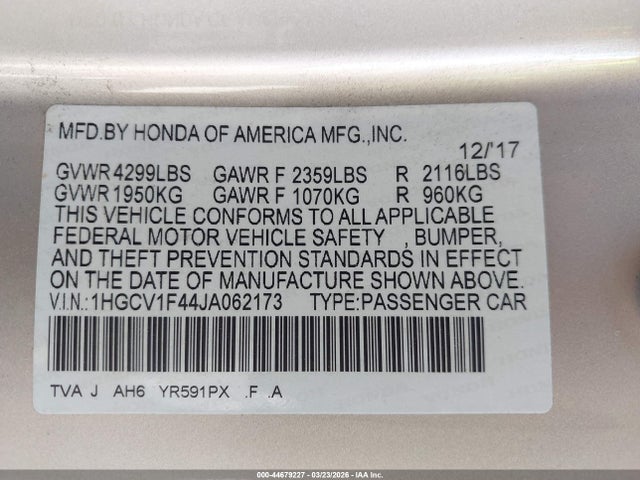 MFD.BY HONDA OF AMERICA MFG.,INC.
12/'17
GVWR 4299LBS GAWR F 2359LBS R 2116LBS
GVWR 1950KG GAWR F 1070KG R 960KG
THIS VEHICLE CONFORMS TO ALL APPLICABLE
FEDERAL MOTOR VEHICLE SAFETY , BUMPER,
AND THEFT PREVENTION STANDARDS IN EFFECT
ON THE DATE OF MANUFACTURE SHOWN ABOVE.
V.I.N.:1HGCV1F44JA062173 TYPE:PASSENGER CAR
TVA J AH6 YR591PX .F .A
000-44679227 - 03/23/2026 - IAA Inc.